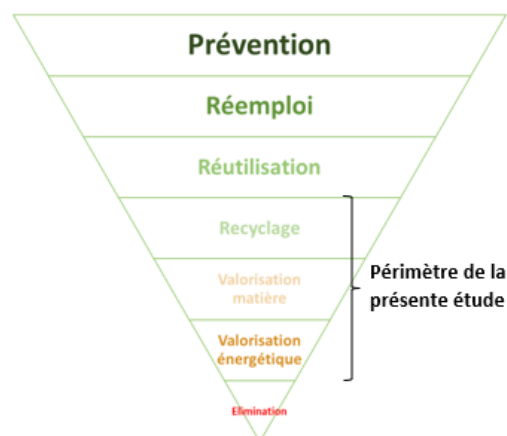 Prévention
Réemploi
Réutilisation
Recyclage
Valorisation
matière
Valorisation
énergétique
Elimination
Périmètre de la
présente étude